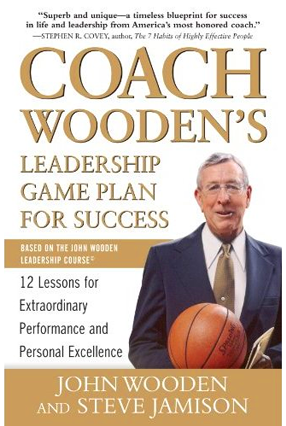 "Superb and unique—a timeless blueprint for success
in life and leadership from America's most honored coach."
—STEPHEN R. COVEY, author, The 7 Habits of Highly Effective People
COACH
WOODEN'S
LEADERSHIP
GAME PLAN
FOR SUCCESS
BASED ON THE JOHN WOODEN
LEADERSHIP COURSE©
12 Lessons for
Extraordinary
Performance and
Personal Excellence
Spalding
JOHN WOODEN
AND STEVE JAMISON